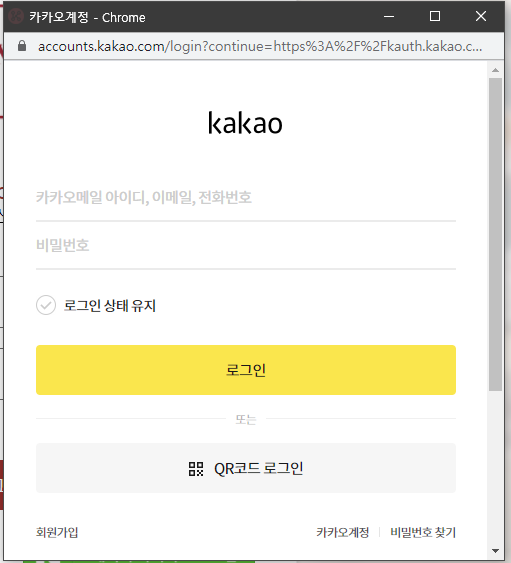 카카오계정 - Chrome
accounts.kakao.com/login?continue=https%3A%2F%2Fkauth.kakao.c...
kakao
카카오메일 아이디, 이메일, 전화번호
비밀번호
로그인 상태 유지
로그인
또는
QR코드 로그인
회원가입
카카오계정
비밀번호 찾기